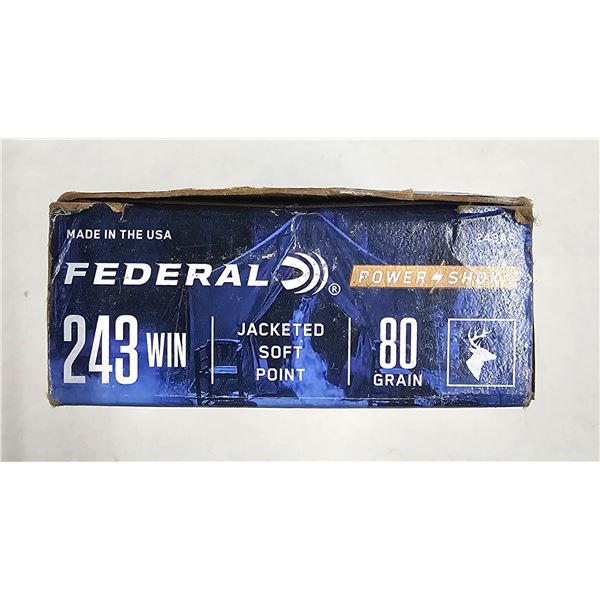 MADE IN THE USA
FEDERAL ®
POWER SHOK
243 WIN
JACKETED
SOFT
POINT
80
GRAIN